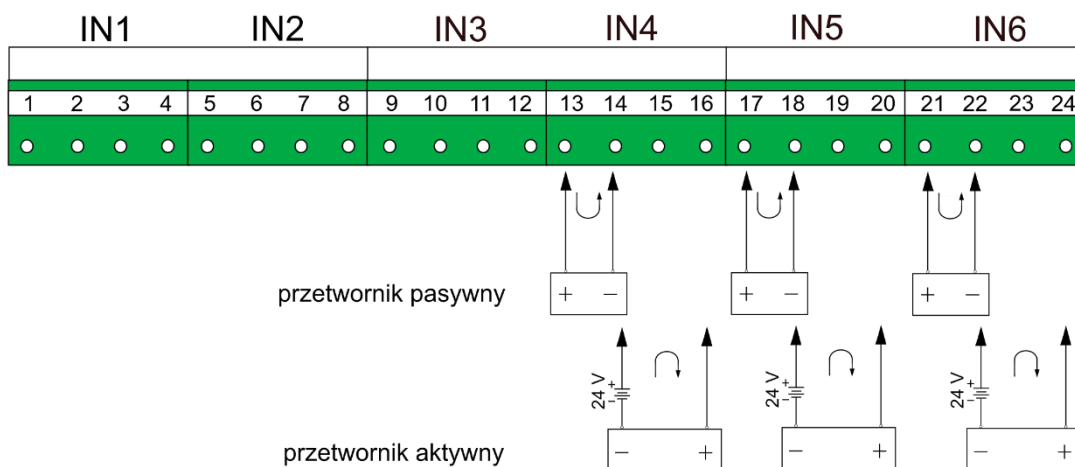 IN1 IN2 IN3 IN4 IN5 IN6
1 2 3 4 5 6 7 8 9 10 11 12 13 14 15 16 17 18 19 20 21 22 23 24
przetwornik pasywny + − + − + −
24 V + − 24 V + − 24 V + −
przetwornik aktywny − + − + − +